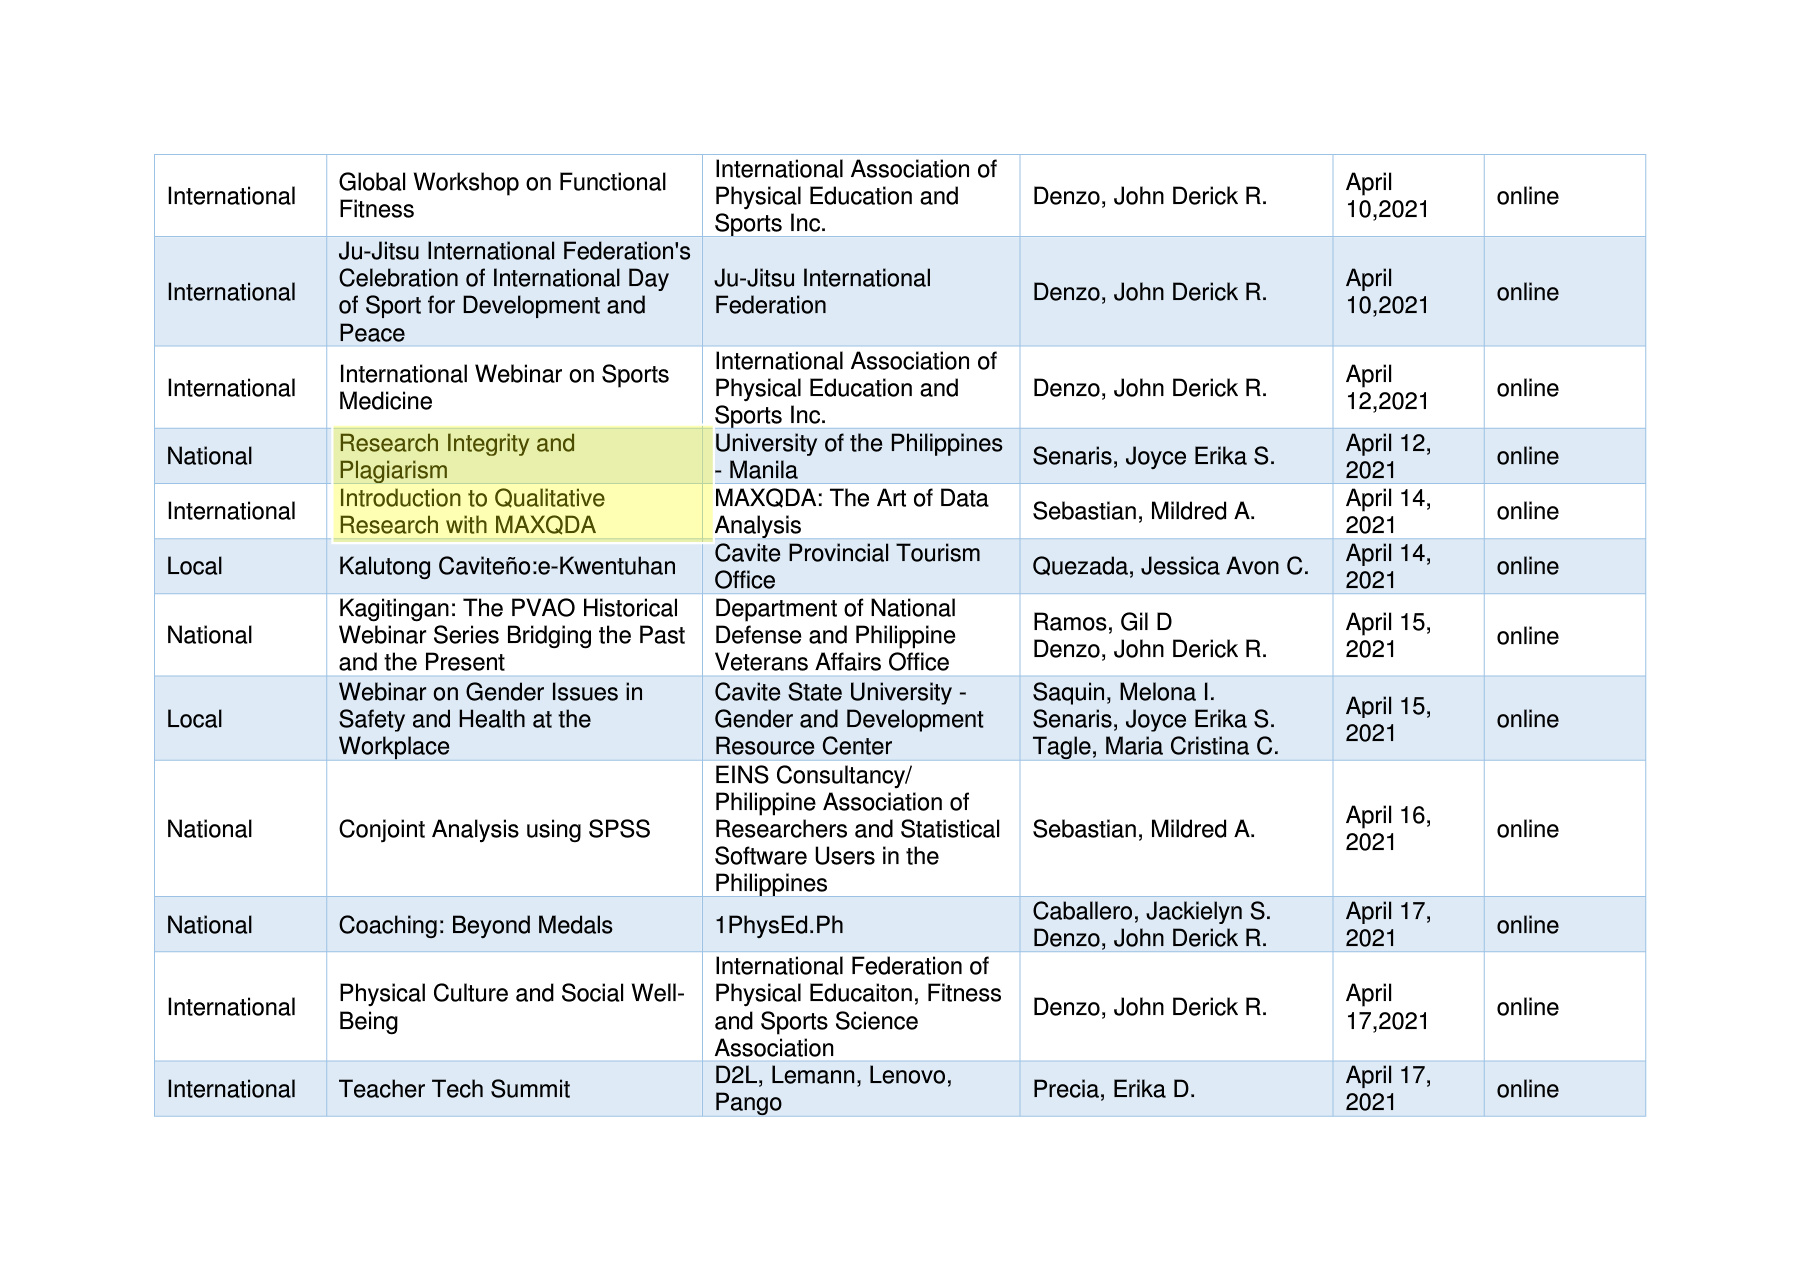 International
Global Workshop on Functional
Fitness
International Association of
Physical Education and
Sports Inc.
Denzo, John Derick R.
April
10,2021
online
International
Ju-Jitsu International Federation's
Celebration of International Day
of Sport for Development and
Peace
Ju-Jitsu International
Federation
Denzo, John Derick R.
April
10,2021
online
International
International Webinar on Sports
Medicine
International Association of
Physical Education and
Sports Inc.
Denzo, John Derick R.
April
12,2021
online
National
Research Integrity and
Plagiarism
University of the Philippines
- Manila
Senaris, Joyce Erika S.
April 12,
2021
online
International
Introduction to Qualitative
Research with MAXQDA
MAXQDA: The Art of Data
Analysis
Sebastian, Mildred A.
April 14,
2021
online
Local
Kalutong Caviteño:e-Kwentuhan
Cavite Provincial Tourism
Office
Quezada, Jessica Avon C.
April 14,
2021
online
National
Kagitingan: The PVAO Historical
Webinar Series Bridging the Past
and the Present
Department of National
Defense and Philippine
Veterans Affairs Office
Ramos, Gil D
Denzo, John Derick R.
April 15,
2021
online
Local
Webinar on Gender Issues in
Safety and Health at the
Workplace
Cavite State University -
Gender and Development
Resource Center
Saquin, Melona I.
Senaris, Joyce Erika S.
Tagle, Maria Cristina C.
April 15,
2021
online
National
Conjoint Analysis using SPSS
EINS Consultancy/
Philippine Association of
Researchers and Statistical
Software Users in the
Philippines
Sebastian, Mildred A.
April 16,
2021
online
National
Coaching: Beyond Medals
1PhysEd.Ph
Caballero, Jackielyn S.
Denzo, John Derick R.
April 17,
2021
online
International
Physical Culture and Social Well-
Being
International Federation of
Physical Educaiton, Fitness
and Sports Science
Association
Denzo, John Derick R.
April
17,2021
online
International
Teacher Tech Summit
D2L, Lemann, Lenovo,
Pango
Precia, Erika D.
April 17,
2021
online